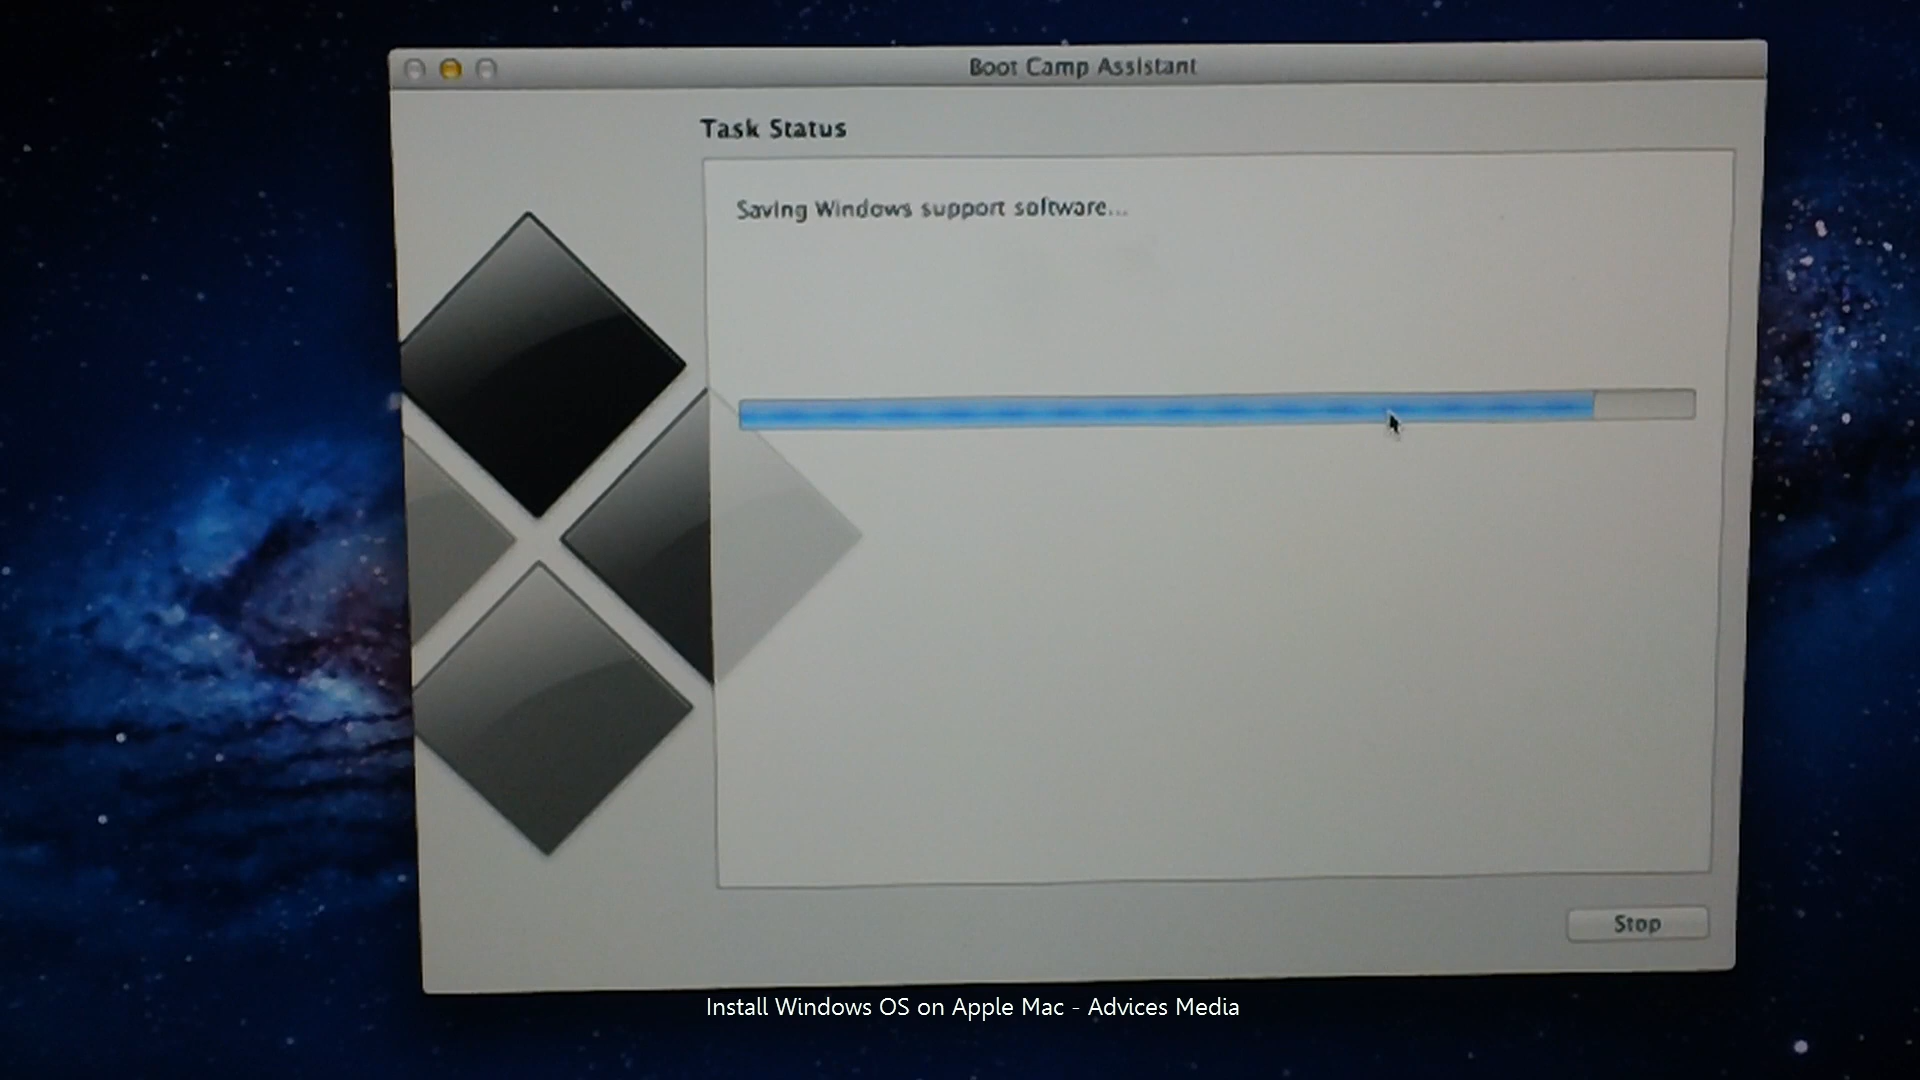 Boot Camp Assistant
Task Status
Saving Windows support software...
Stop
Install Windows OS on Apple Mac - Advices Media